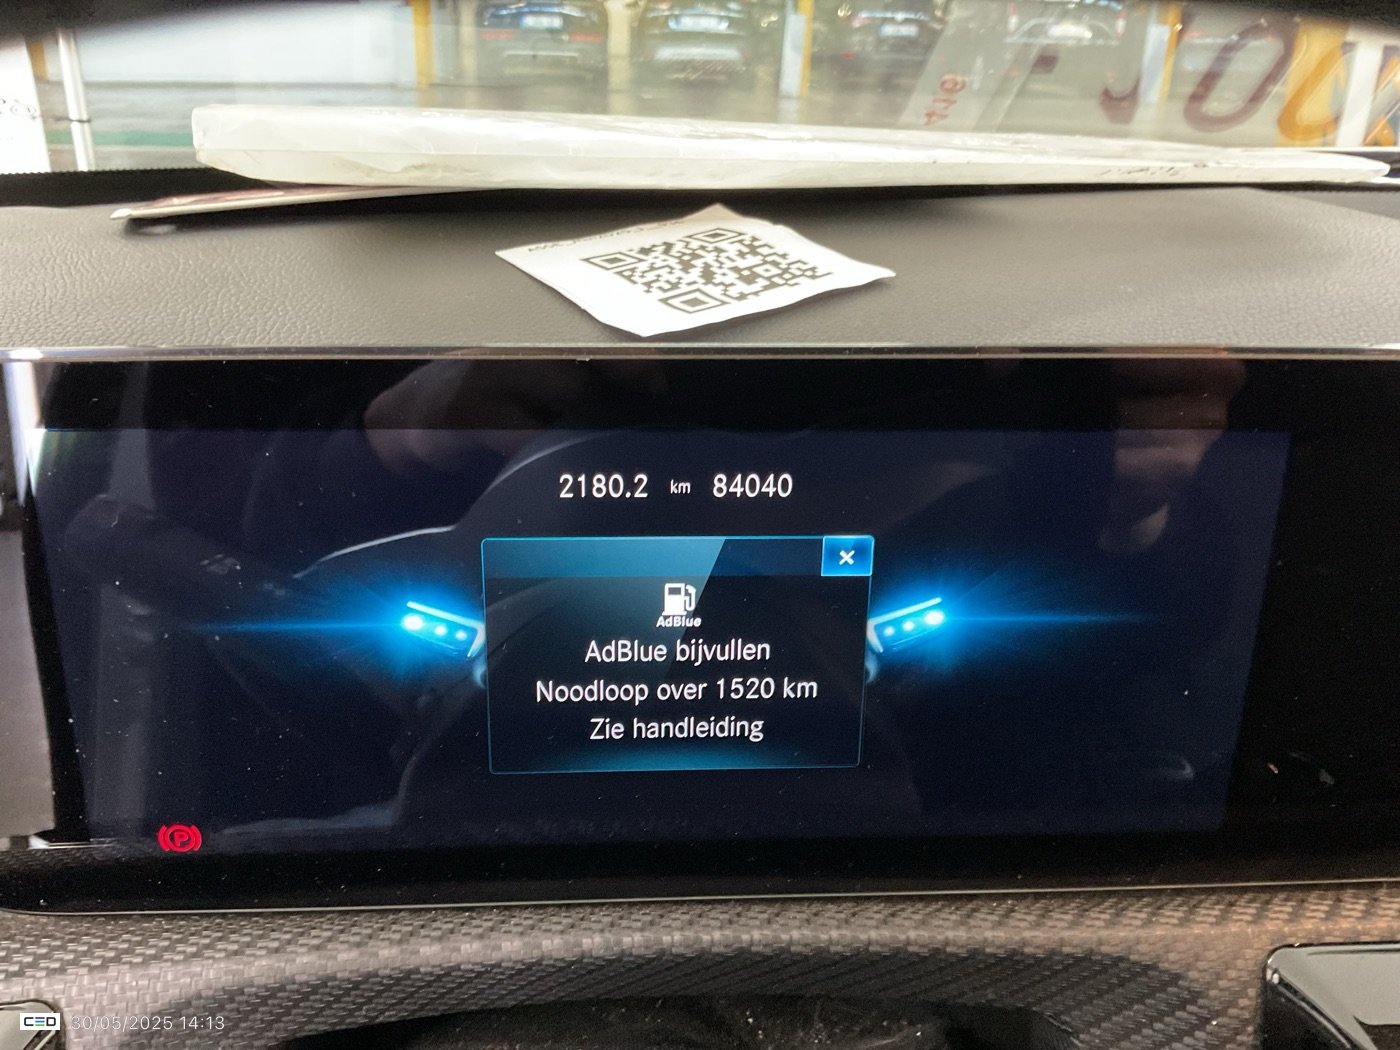 2180.2 km 84040
AdBlue
AdBlue bijvullen
Noodloop over 1520 km
Zie handleiding
P
CED 30/05/2025 14:13